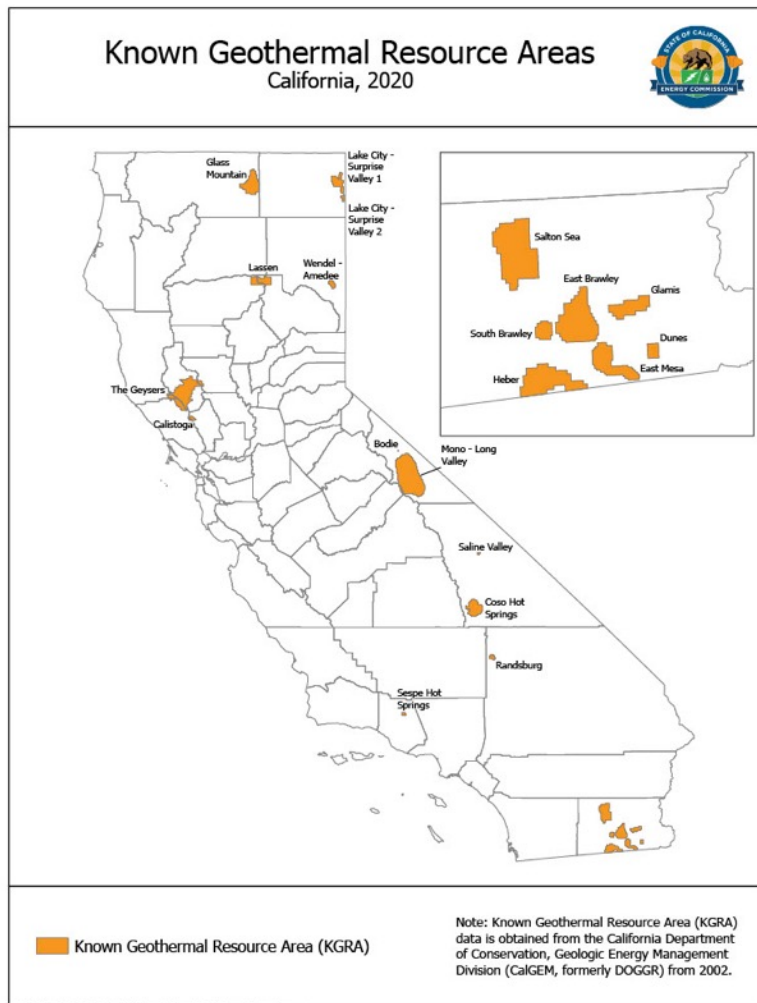 Known Geothermal Resource Areas
California, 2020
STATE OF CALIFORNIA
ENERGY COMMISSION
Glass
Mountain
Lake City -
Surprise
Valley 1
Lake City -
Surprise
Valley 2
Lassen
Wendel -
Amedee
The Geysers
Calistoga
Bodie
Mono - Long
Valley
Saline Valley
Coso Hot
Springs
Randsburg
Sespe Hot
Springs
Salton Sea
East Brawley
Glamis
South Brawley
Dunes
Heber
East Mesa
Known Geothermal Resource Area (KGRA)
Note: Known Geothermal Resource Area (KGRA)
data is obtained from the California Department
of Conservation, Geologic Energy Management
Division (CalGEM, formerly DOGGR) from 2002.